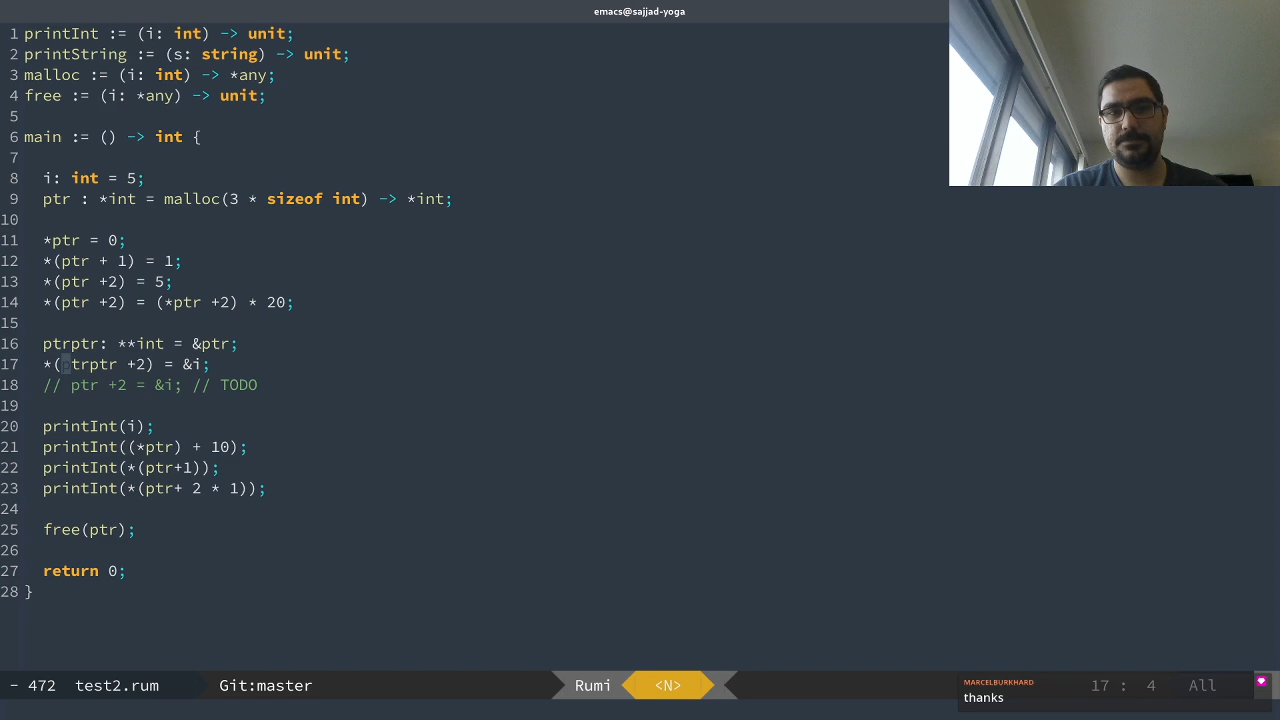 emacs@sajjad-yoga
1 printInt := (i: int) -> unit;
2 printString := (s: string) -> unit;
3 malloc := (i: int) -> *any;
4 free := (i: *any) -> unit;
5
6 main := () -> int {
7
8 i: int = 5;
9 ptr : *int = malloc(3 * sizeof int) -> *int;
10
11 *ptr = 0;
12 *(ptr + 1) = 1;
13 *(ptr +2) = 5;
14 *(ptr +2) = (*ptr +2) * 20;
15
16 ptrptr: **int = &ptr;
17 *(ptrptr +2) = &i;
18 // ptr +2 = &i; // TODO
19
20 printInt(i);
21 printInt((*ptr) + 10);
22 printInt(*(ptr+1));
23 printInt(*(ptr+ 2 * 1));
24
25 free(ptr);
26
27 return 0;
28 }
- 472 test2.rum Git:master Rumi <N> 17 : 4 All
MARCELBURKHARD
thanks